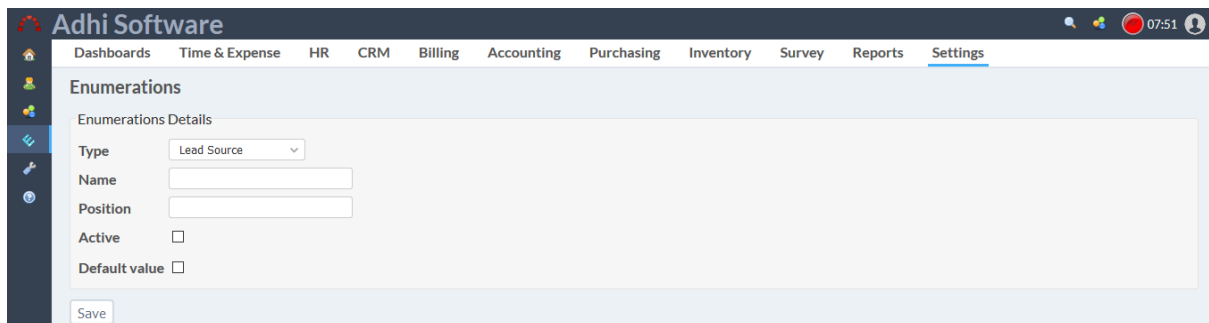 Adhi Software
07:51
Dashboards Time & Expense HR CRM Billing Accounting Purchasing Inventory Survey Reports Settings
Enumerations
Enumerations Details
Type Lead Source
Name
Position
Active
Default value
Save